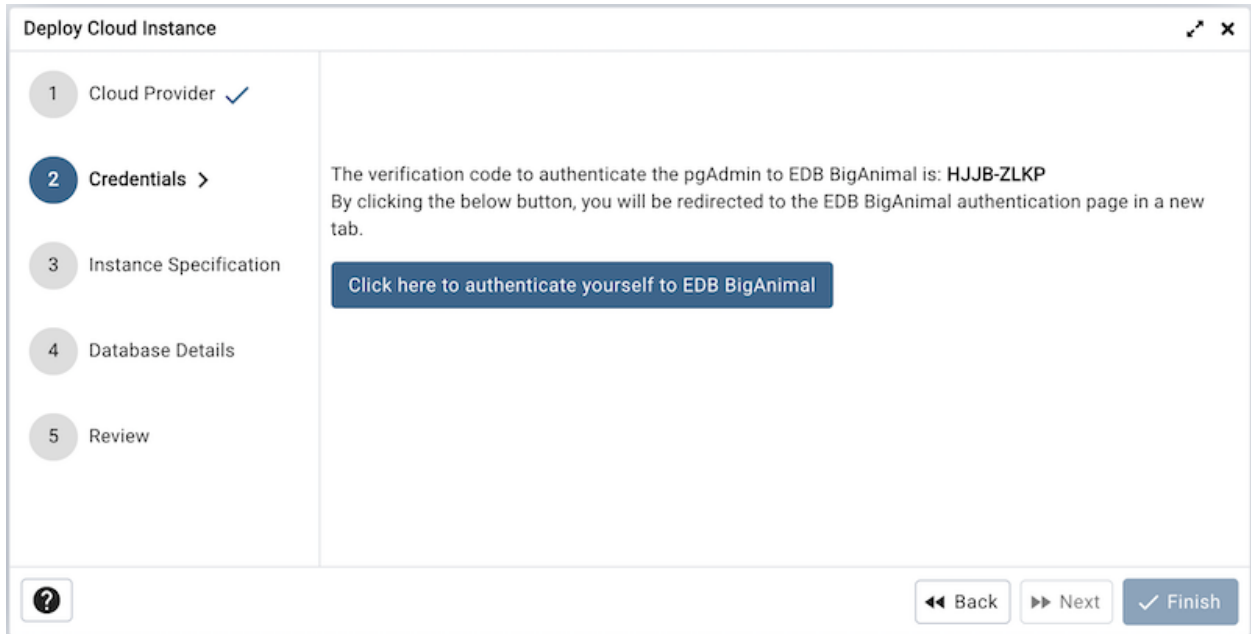 Deploy Cloud Instance
1 Cloud Provider
2 Credentials
3 Instance Specification
4 Database Details
5 Review
The verification code to authenticate the pgAdmin to EDB BigAnimal is: HJJB-ZLKP
By clicking the below button, you will be redirected to the EDB BigAnimal authentication page in a new
tab.
Click here to authenticate yourself to EDB BigAnimal
?
Back
Next
Finish